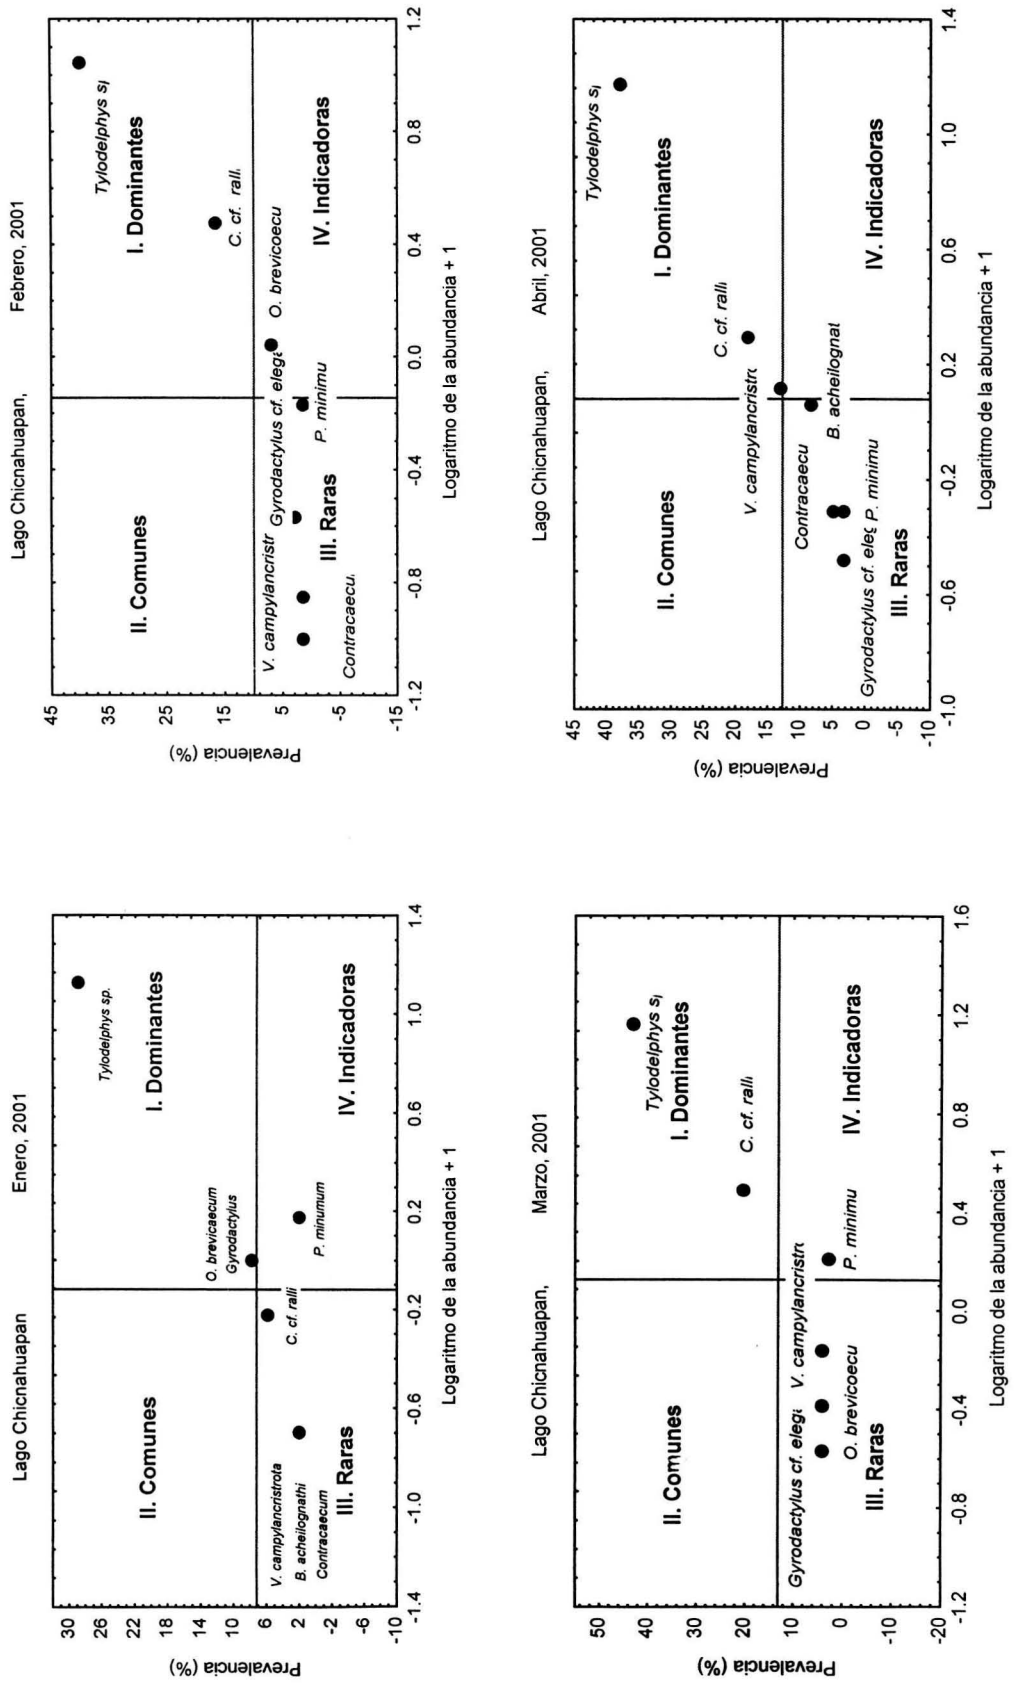 Lago Chicnahuapan Enero, 2001
30
26
22
18
14
10
6
2
-2
-6
-10
Prevalencia (%)
Tylodelphys sp.
II. Comunes
I. Dominantes
O. brevicaecum
Gyrodactylus
V. campylancristrota
B. acheilognathi
Contracaecum
C. cf. ralli
P. minumum
III. Raras
IV. Indicadoras
-1.4 -1.0 -0.6 -0.2 0.2 0.6 1.0 1.4
Logaritmo de la abundancia + 1
Lago Chicnahuapan, Febrero, 2001
45
35
25
15
5
-5
-15
Prevalencia (%)
Tylodelphys s
II. Comunes
I. Dominantes
C. cf. ralli
V. campylancristr
Gyrodactylus cf. eleg
O. brevicoecu
P. minimu
III. Raras
IV. Indicadoras
Contracaecu
-1.2 -0.8 -0.4 0.0 0.4 0.8 1.2
Logaritmo de la abundancia + 1
Lago Chicnahuapan, Marzo, 2001
50
40
30
20
10
0
-10
-20
Prevalencia (%)
Tylodelphys s
II. Comunes
I. Dominantes
C. cf. ralli
Gyrodactylus cf. eleg
V. campylancristr
O. brevicoecu
P. minimu
III. Raras
IV. Indicadoras
-1.2 -0.8 -0.4 0.0 0.4 0.8 1.2 1.6
Logaritmo de la abundancia + 1
Lago Chicnahuapan, Abril, 2001
45
40
35
30
25
20
15
10
5
0
-5
-10
Prevalencia (%)
Tylodelphys s
II. Comunes
I. Dominantes
C. cf. ralli
V. campylancristr
Contracaecu
B. acheilognat
Gyrodactylus cf. eleg
P. minimu
III. Raras
IV. Indicadoras
-1.0 -0.6 -0.2 0.2 0.6 1.0 1.4
Logaritmo de la abundancia + 1